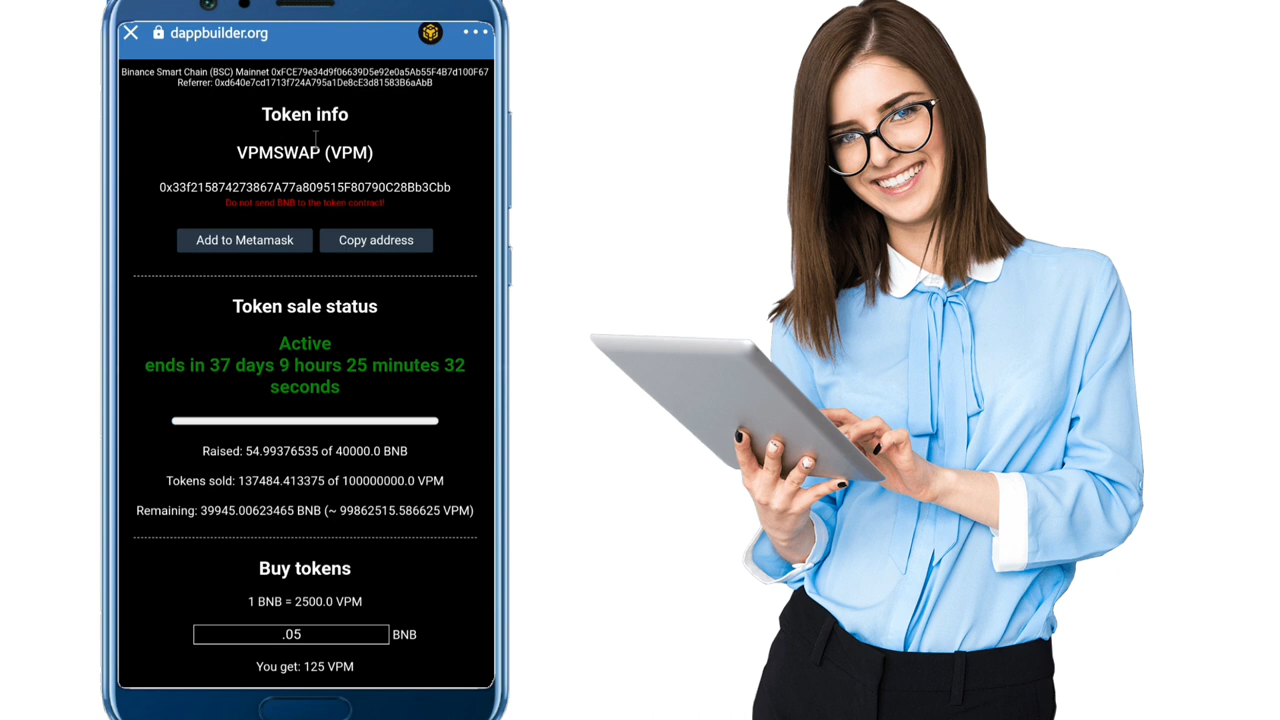 dappbuilder.org
Binance Smart Chain (BSC) Mainnet 0xFCE79e34d9f06639D5e92e0a5Ab55F4B7d100F67
Referrer: 0xd640e7cd1713f724A795a1De8cE3d81583B6aAbB
Token info
VPMSWAP (VPM)
0x33f215874273867A77a809515F80790C28Bb3Cbb
Do not send BNB to the token contract!
Add to Metamask Copy address
Token sale status
Active
ends in 37 days 9 hours 25 minutes 32
seconds
Raised: 54.99376535 of 40000.0 BNB
Tokens sold: 137484.413375 of 100000000.0 VPM
Remaining: 39945.00623465 BNB (~ 99862515.586625 VPM)
Buy tokens
1 BNB = 2500.0 VPM
.05 BNB
You get: 125 VPM